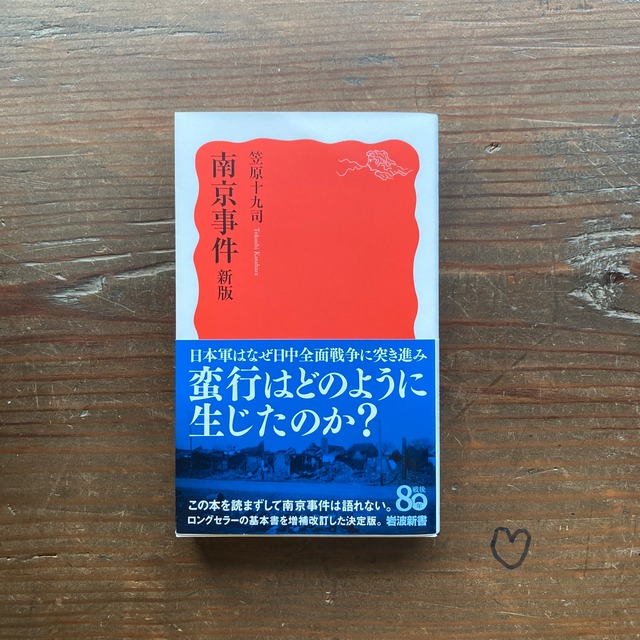 笠原十九司
Tokushi Kasahara
南京事件 新版
日本軍はなぜ日中全面戦争に突き進み
蛮行はどのように
生じたのか?
この本を読まずして南京事件は語れない。
ロングセラーの基本書を増補改訂した決定版。
戦後
80
岩波新書